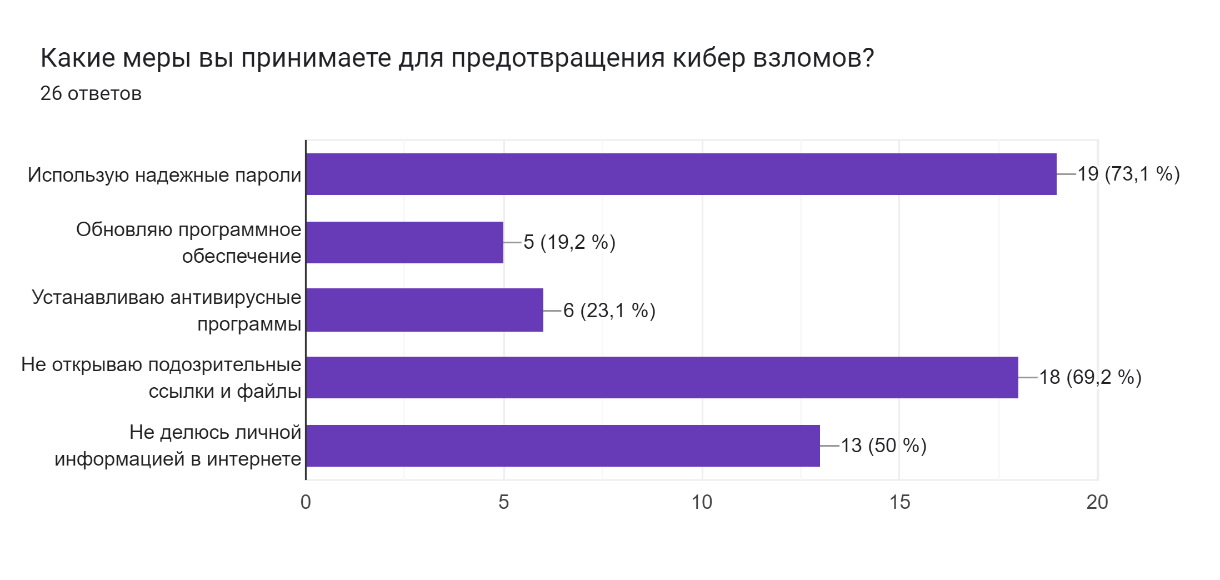 Какие меры вы принимаете для предотвращения кибер взломов?
26 ответов
Использую надежные пароли
19 (73,1 %)
Обновляю программное
обеспечение
5 (19,2 %)
Устанавливаю антивирусные
программы
6 (23,1 %)
Не открываю подозрительные
ссылки и файлы
18 (69,2 %)
Не делюсь личной
информацией в интернете
13 (50 %)
0 5 10 15 20